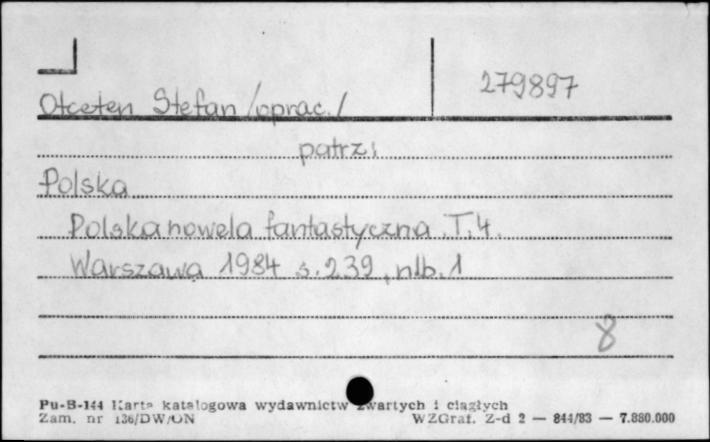 279897
Otceten Stefan /oprac./
patrz:
Polska
Polska nowela fantastyczna. T.4.
Warszawa 1984 s.239, nlb.1
8
Pu-B-144 Karta katalogowa wydawnictw zwartych i ciągłych
Zam. nr 136/DW/ON WZGraf. Z-d 2 — 844/83 — 7.880.000